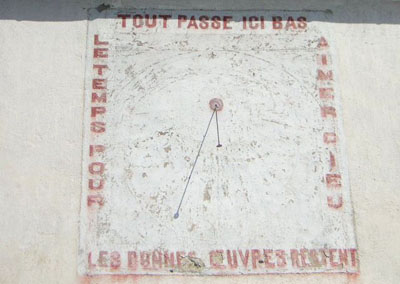 TOUT PASSE ICI BAS
LE TEMPS POUR
AIMER DIEU
LES BONNES ŒUVRES RESTENT